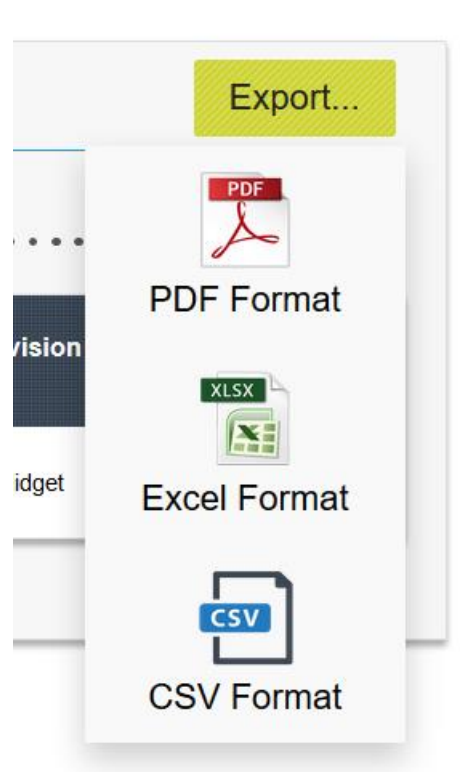 Export...
PDF
PDF Format
vision
XLSX
idget
Excel Format
CSV
CSV Format